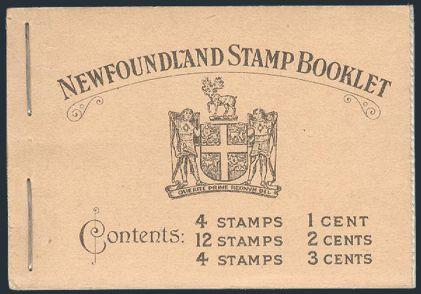 NEWFOUNDLAND STAMP BOOKLET
QUÆRITE PRIME REGNUM DEI
Contents: 4 STAMPS 1 CENT
12 STAMPS 2 CENTS
4 STAMPS 3 CENTS